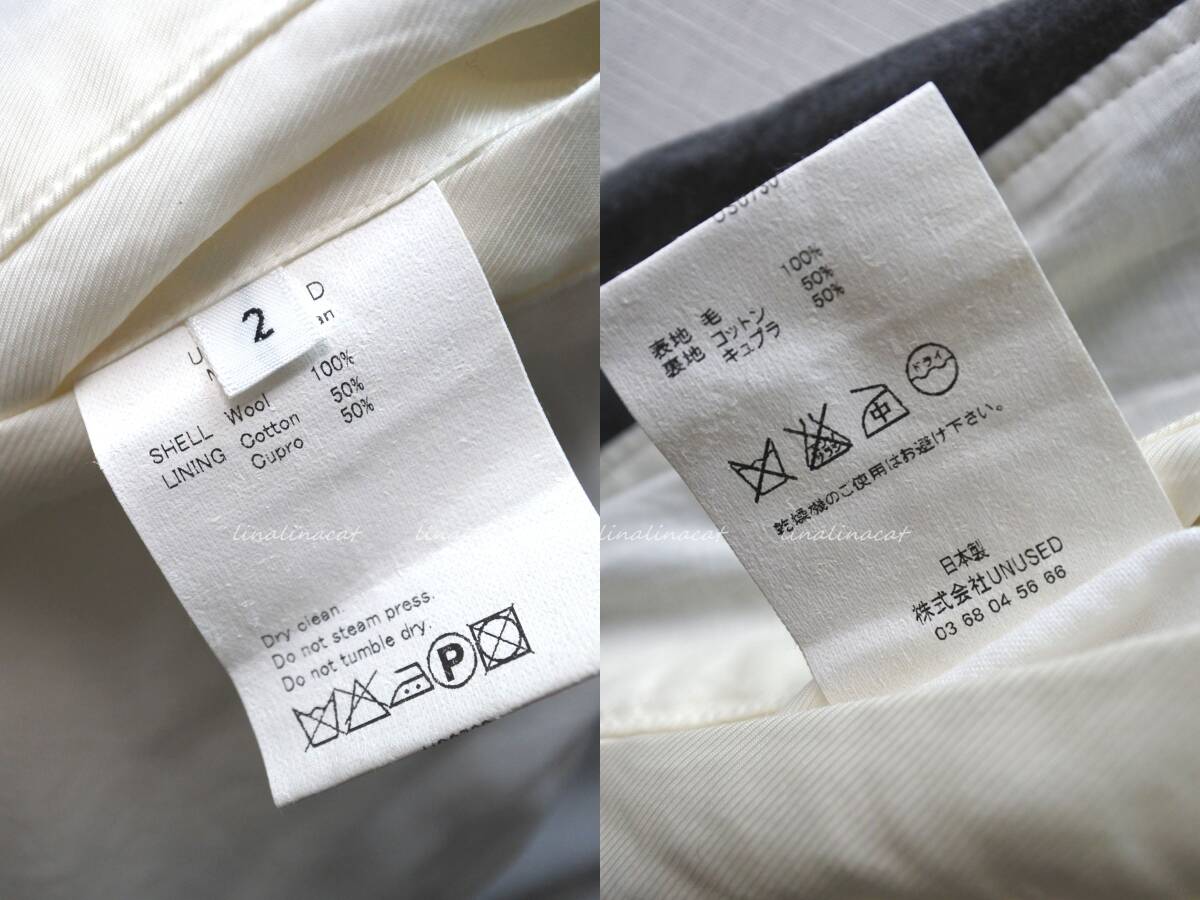 2
D
SHELL Wool 100%
LINING Cotton 50%
Cupro 50%
linalinacat
Dry clean.
Do not steam press.
Do not tumble dry.
P
表地 毛 100%
裏地 コットン 50%
キュプラ 50%
ドライ
中
乾燥機のご使用はお避け下さい。
linalinacat
linalinacat
日本製
株式会社UNUSED
03 68 04 56 66